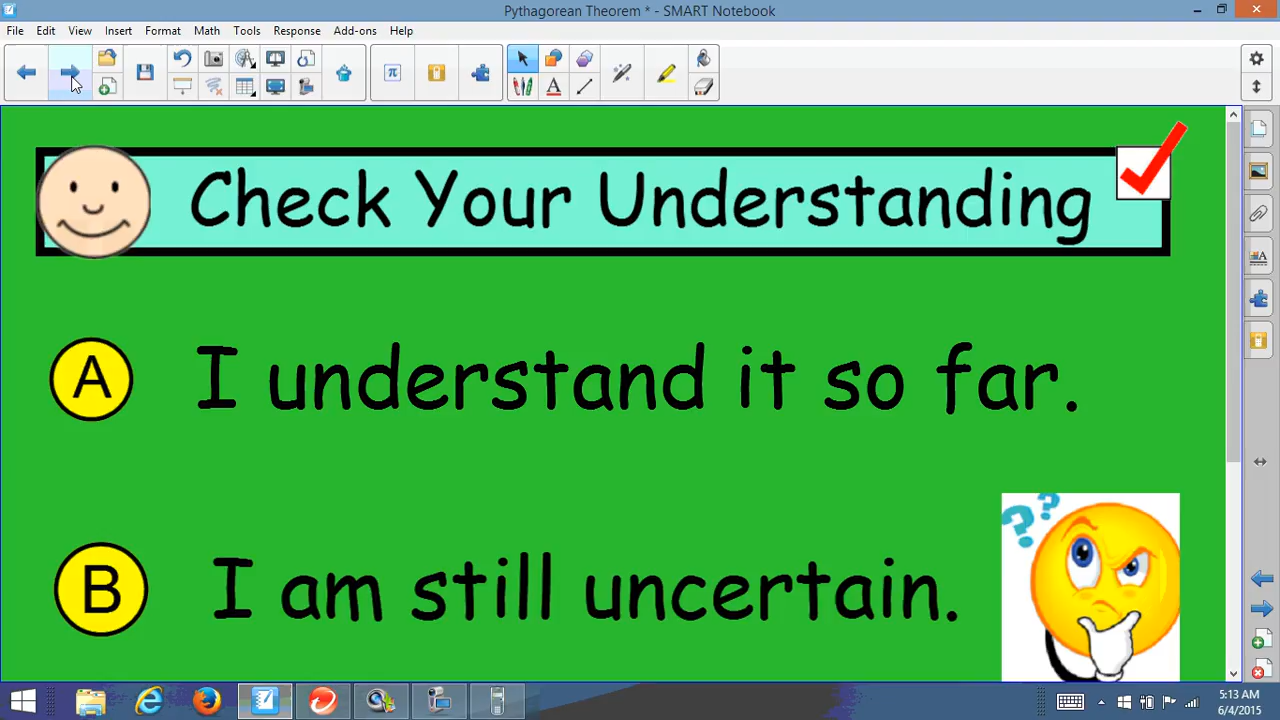 Pythagorean Theorem * - SMART Notebook
File Edit View Insert Format Math Tools Response Add-ons Help
Check Your Understanding
A I understand it so far.
B I am still uncertain.
5:13 AM
6/4/2015